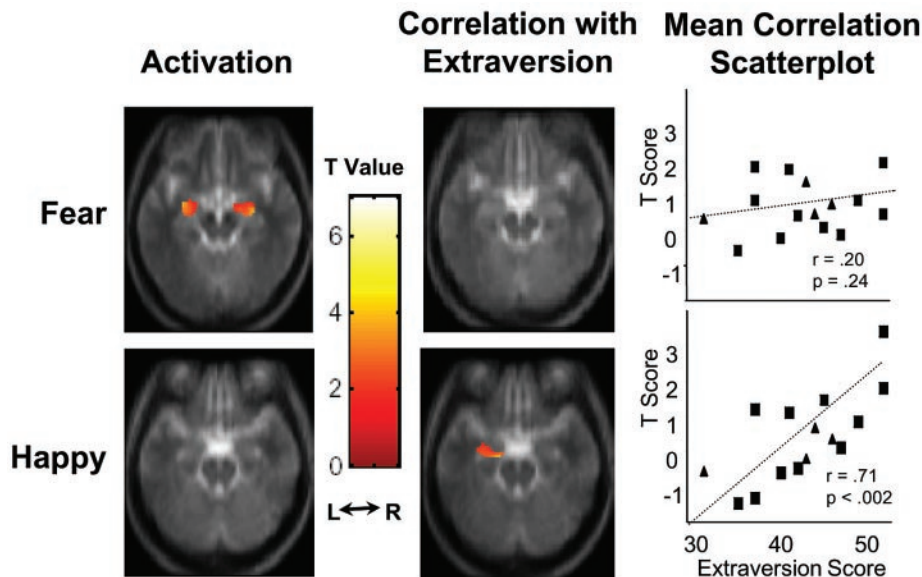 Activation
Correlation with
Extraversion
Mean Correlation
Scatterplot
Fear
T Value
6
4
2
0
L R
T Score
3
2
1
0
-1
r = .20
p = .24
Happy
T Score
3
2
1
0
-1
r = .71
p < .002
30 40 50
Extraversion Score